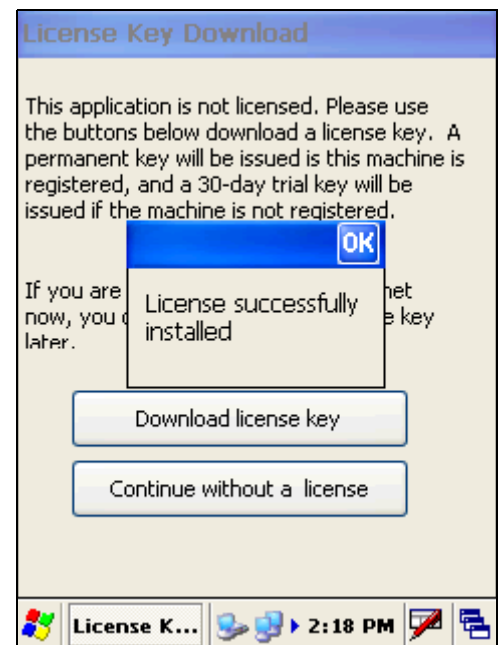 License Key Download
This application is not licensed. Please use
the buttons below download a license key. A
permanent key will be issued is this machine is
registered, and a 30-day trial key will be
issued if the machine is not registered.
OK
If you are
now, you
key
later.
License successfully
installed
Download license key
Continue without a license
License K...
2:18 PM